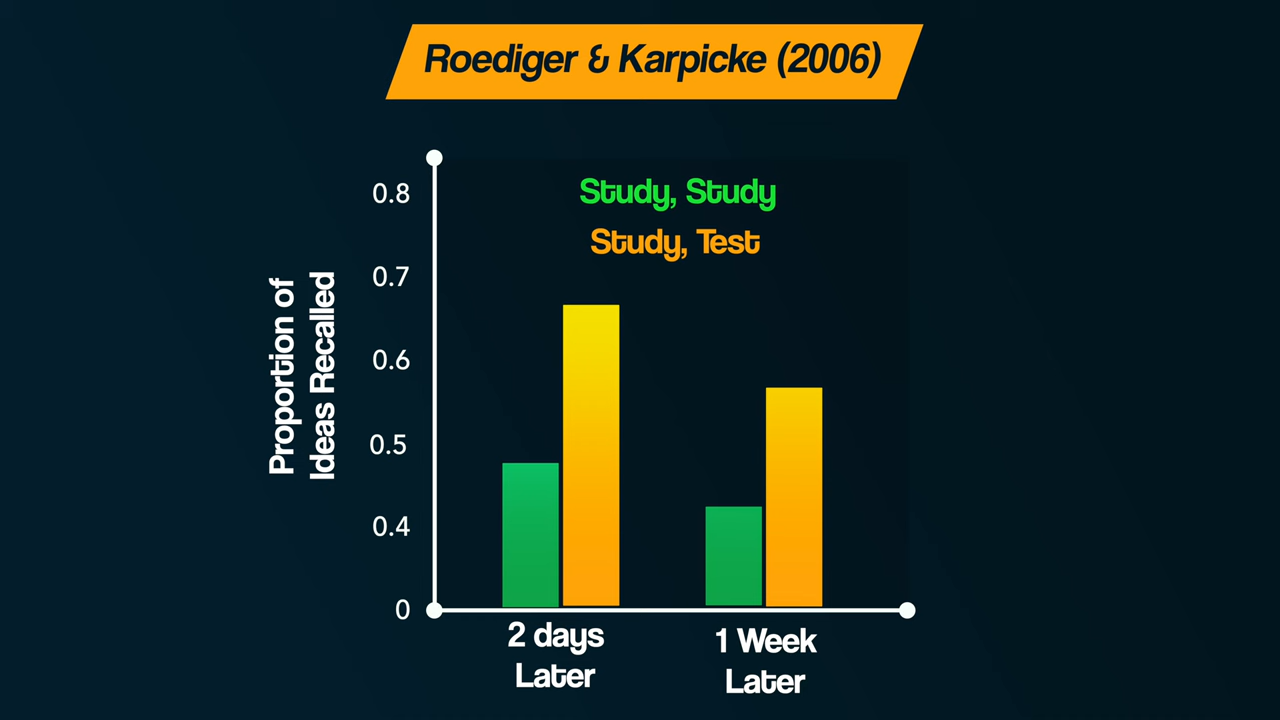 Roediger & Karpicke (2006)
Study, Study
Study, Test
Proportion of
Ideas Recalled
0.8
0.7
0.6
0.5
0.4
0
2 days
Later
1 Week
Later